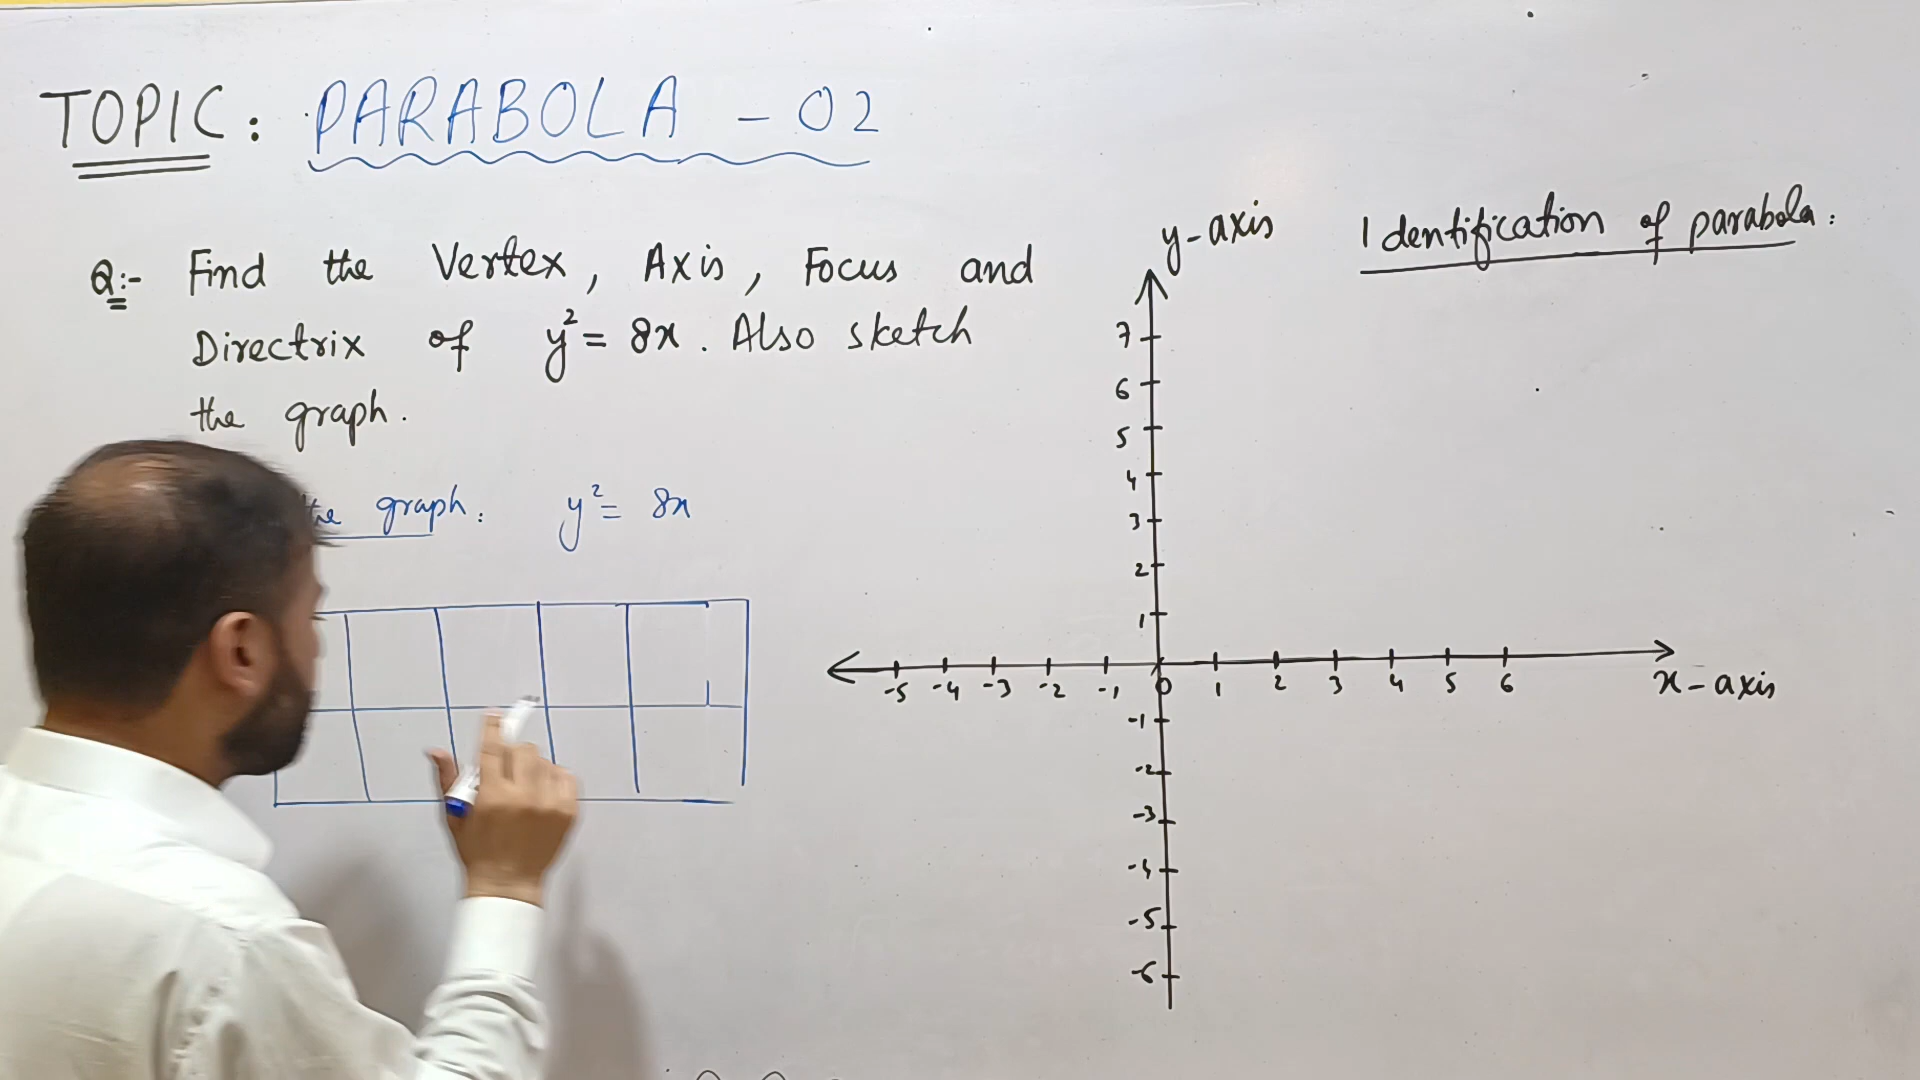 TOPIC: PARABOLA - 02
Q:- Find the Vertex, Axis, Focus and
Directrix of y²= 8x. Also sketch
the graph.
the graph: y²= 8x
y-axis
7
6
5
4
3
2
1
-5 -4 -3 -2 -1 0 1 2 3 4 5 6
x-axis
-1
-2
-3
-4
-5
-6
Identification of parabola: